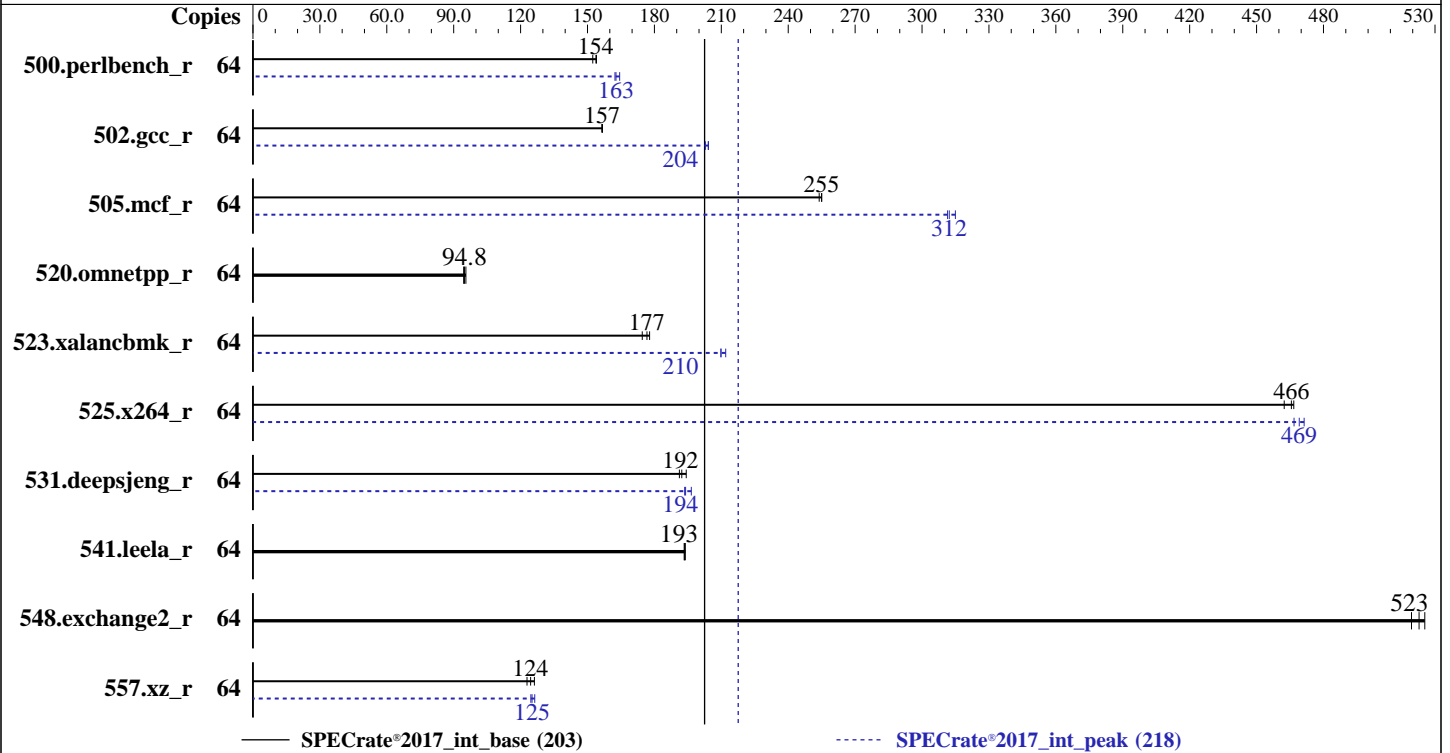 Copies 0 30.0 60.0 90.0 120 150 180 210 240 270 300 330 360 390 420 450 480 530
154
500.perlbench_r 64
163
157
502.gcc_r 64
204
255
505.mcf_r 64
312
94.8
520.omnetpp_r 64
177
523.xalancbmk_r 64
210
466
525.x264_r 64
469
192
531.deepsjeng_r 64
194
193
541.leela_r 64
523
548.exchange2_r 64
124
557.xz_r 64
125
SPECrate®2017_int_base (203) SPECrate®2017_int_peak (218)